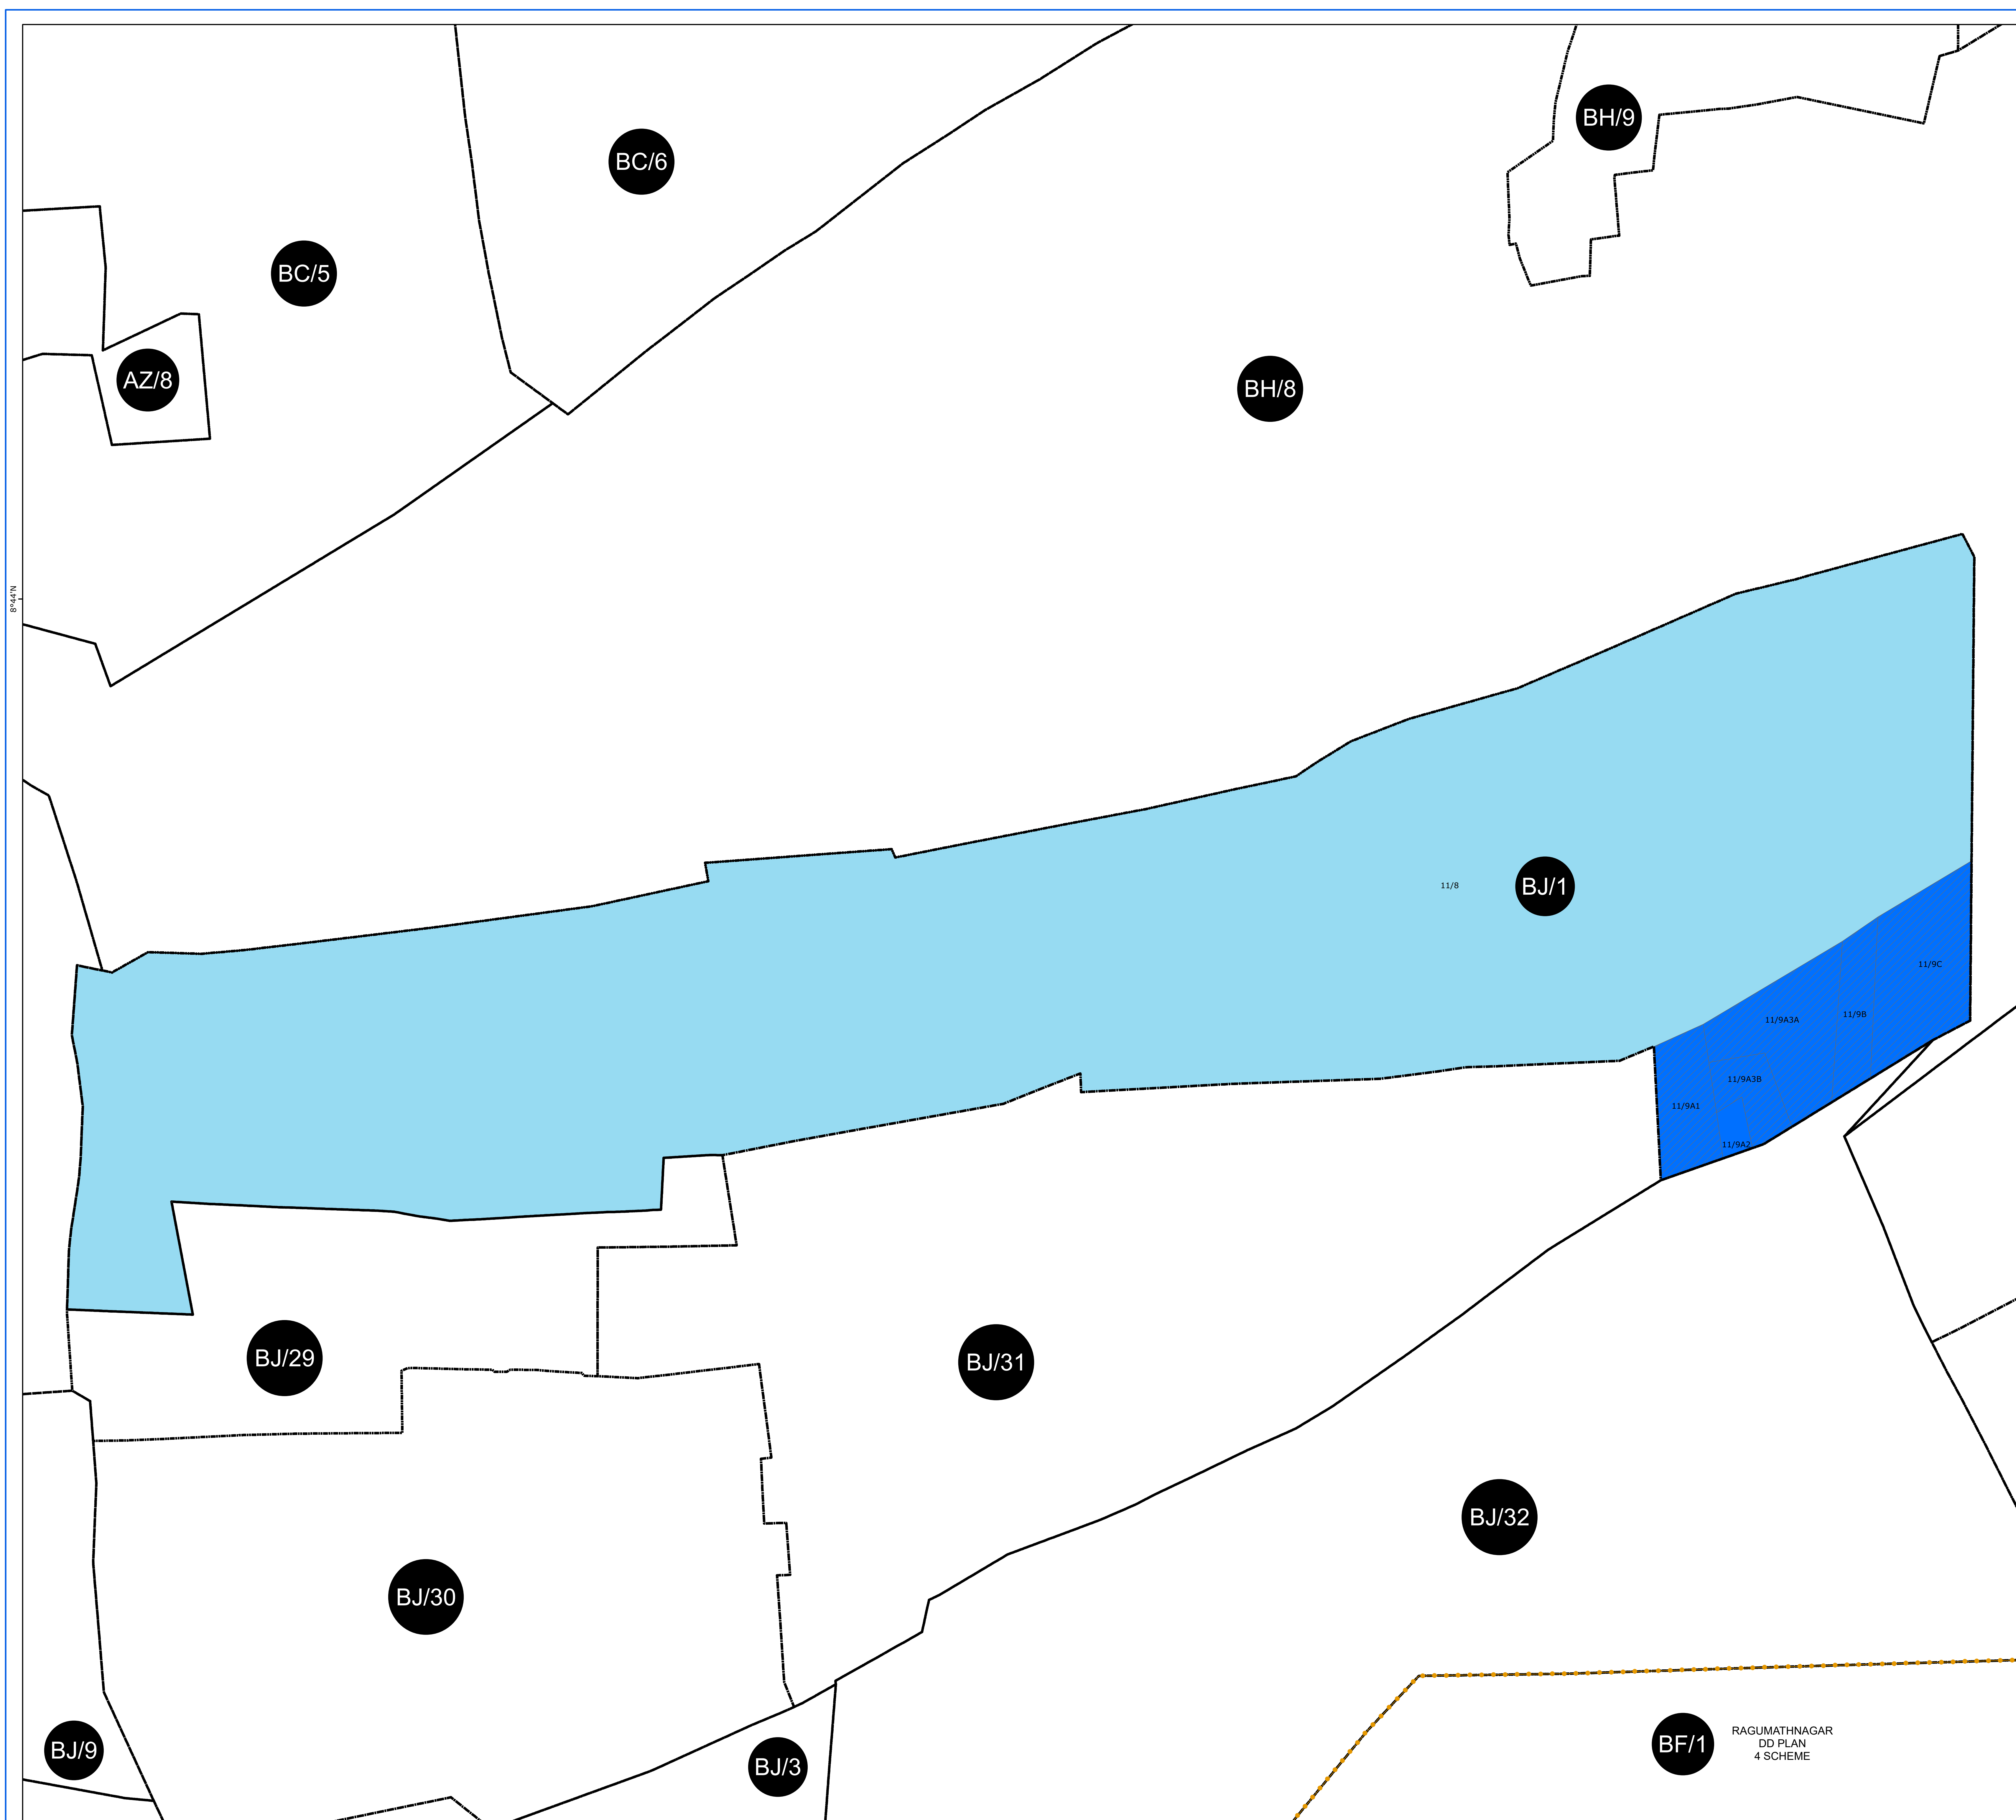 BH/9
BC/6
BC/5
AZ/8
BH/8
8°44'N
11/8
BJ/1
11/9C
11/9B
11/9A3A
11/9A3B
11/9A1
11/9A2
BJ/29
BJ/31
BJ/32
BJ/30
BJ/9
BJ/3
BF/1
RAGUMATHNAGAR
DD PLAN
4 SCHEME